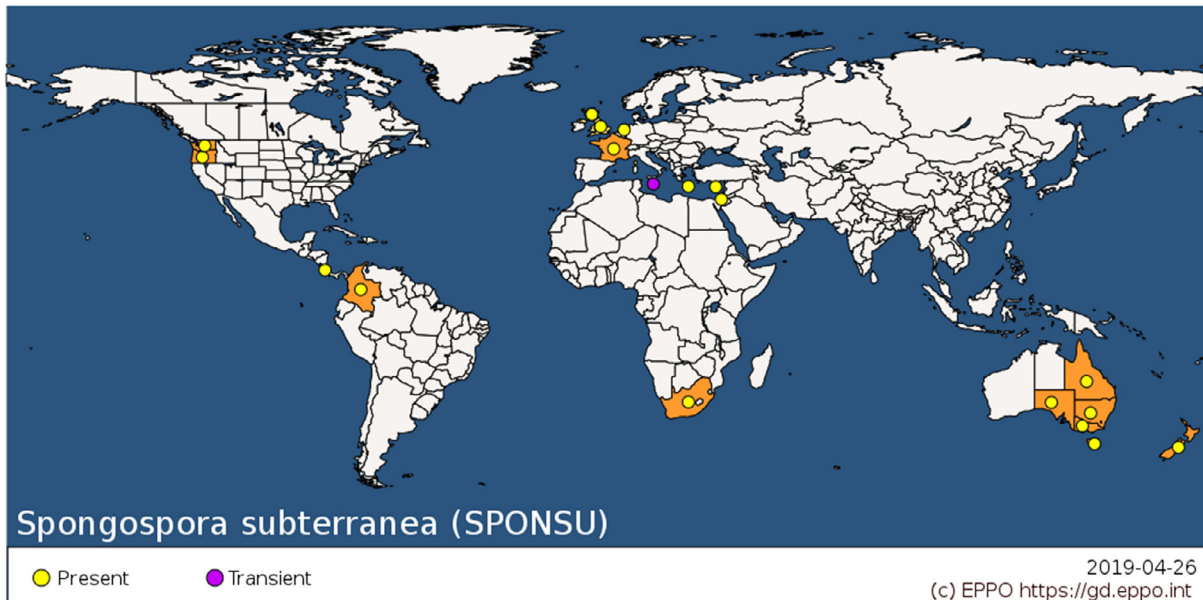 Spongospora subterranea (SPONSU)
Present
Transient
2019-04-26
(c) EPPO https://gd.eppo.int